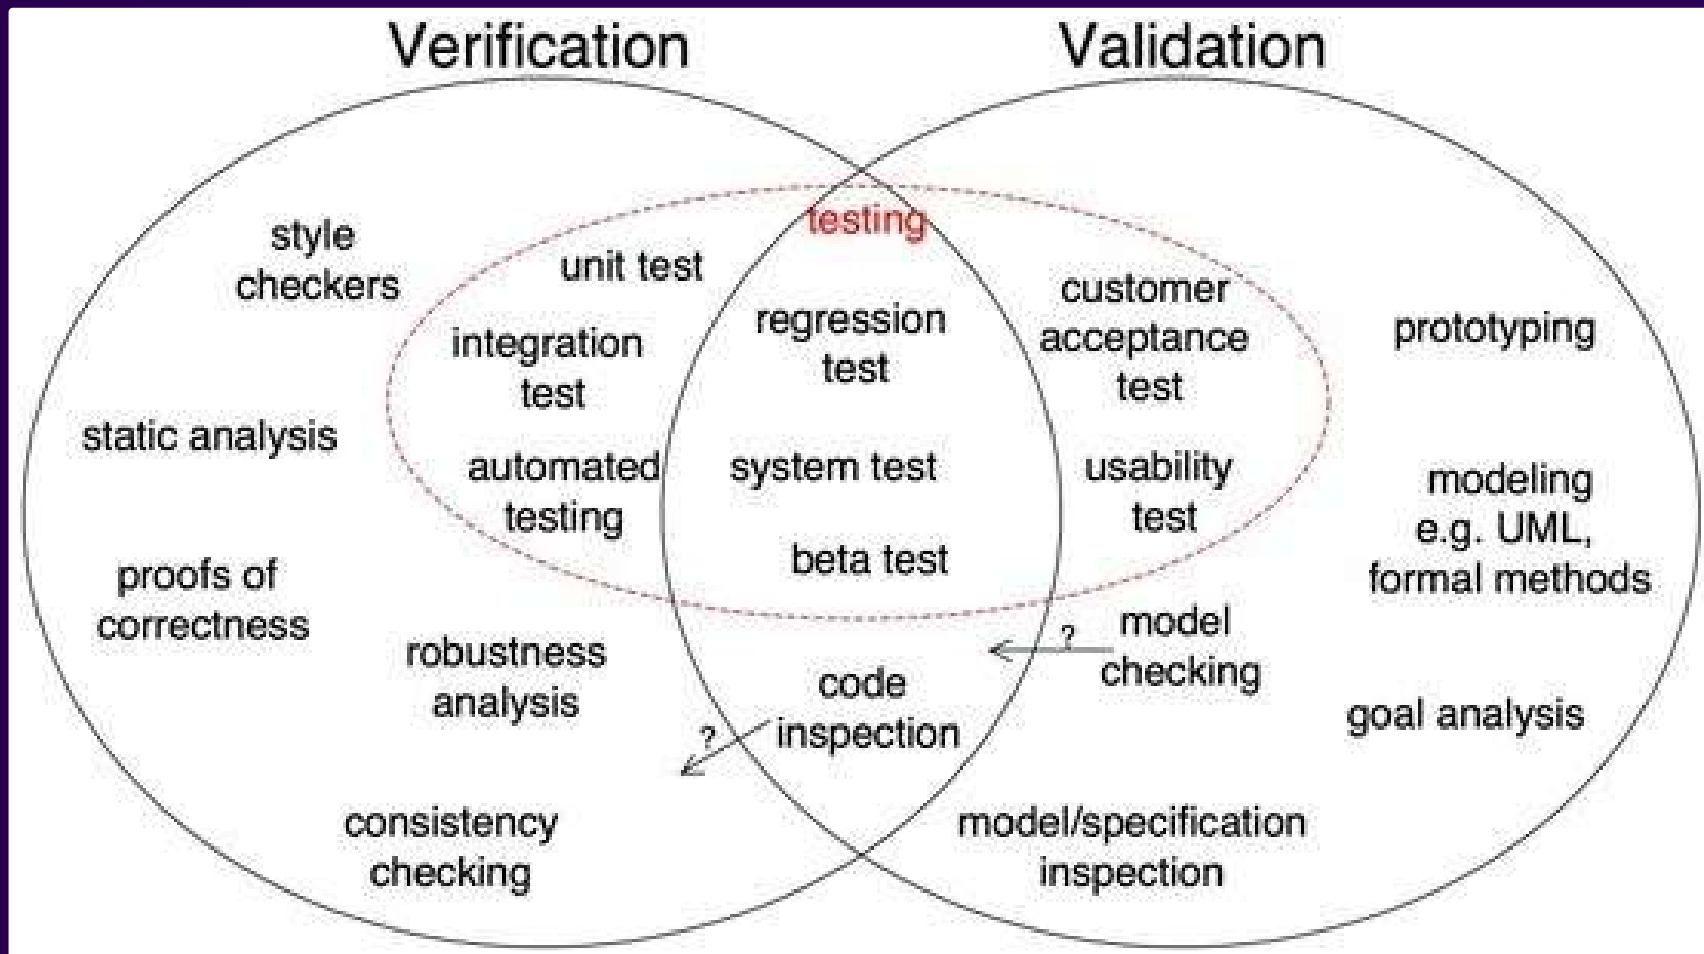 Verification
Validation
testing
style
checkers
unit test
integration
test
static analysis
automated
testing
proofs of
correctness
robustness
analysis
consistency
checking
regression
test
system test
beta test
code
inspection
?
?
customer
acceptance
test
usability
test
model
checking
model/specification
inspection
prototyping
modeling
e.g. UML,
formal methods
goal analysis